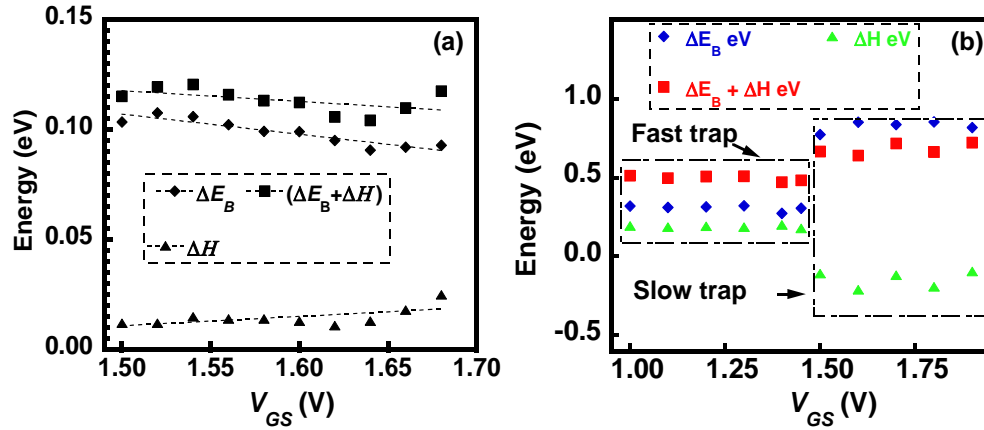 (a)
Energy (eV)
0.15
0.10
0.05
0.00
ΔE_B (ΔE_B+ΔH)
ΔH
1.50 1.55 1.60 1.65 1.70
V_GS (V)
(b)
ΔE_B eV ΔH eV
ΔE_B + ΔH eV
Energy (eV)
1.0
0.5
0.0
-0.5
Fast trap
Slow trap
1.00 1.25 1.50 1.75
V_GS (V)